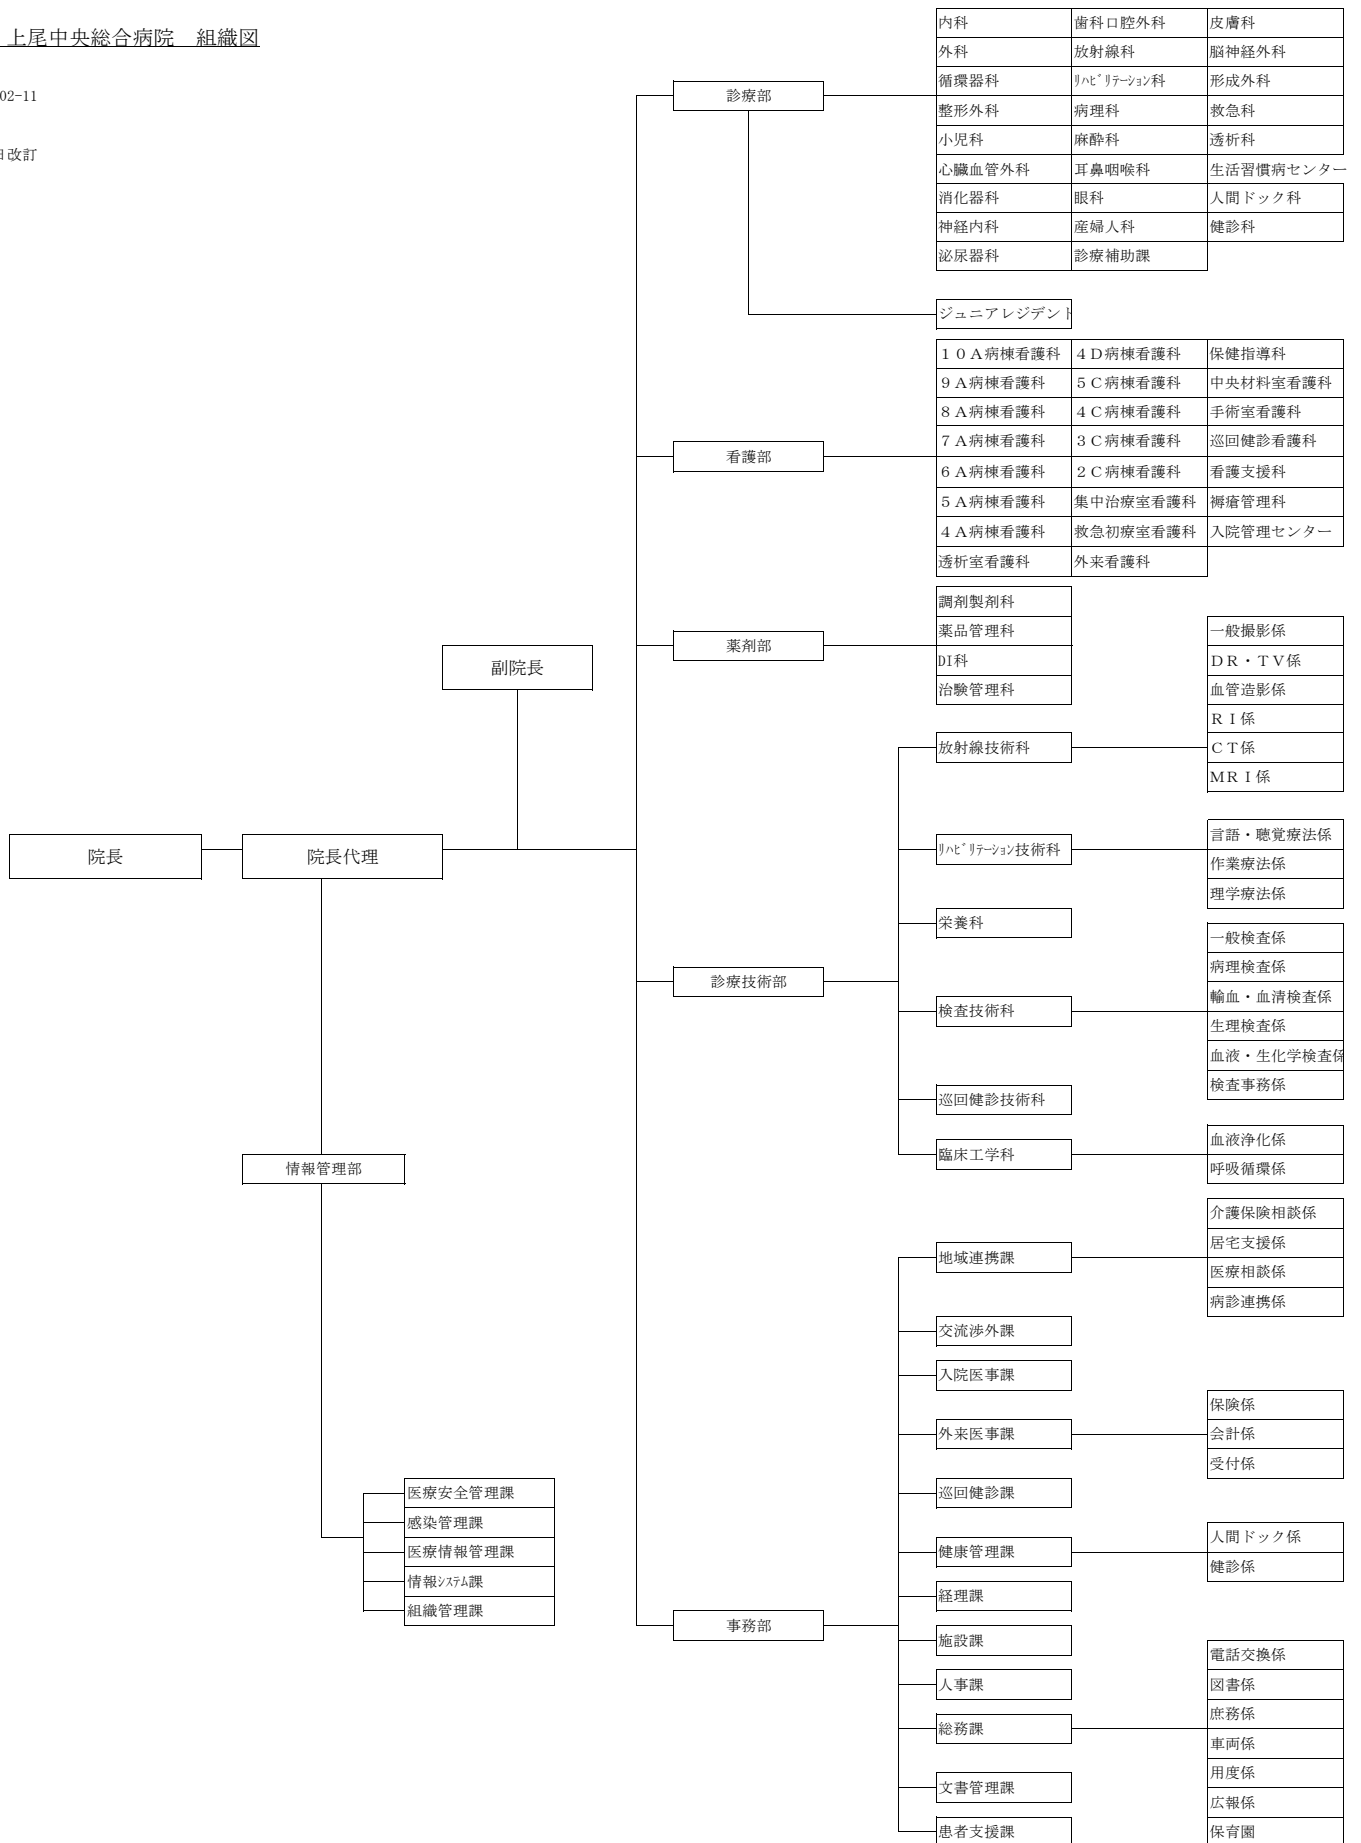 上尾中央総合病院　組織図
02-11
日改訂
内科 歯科口腔外科 皮膚科
外科 放射線科 脳神経外科
循環器科 ﾘﾊﾋﾞﾘﾃｰｼｮﾝ科 形成外科
診療部
整形外科 病理科 救急科
小児科 麻酔科 透析科
心臓血管外科 耳鼻咽喉科 生活習慣病センター
消化器科 眼科 人間ドック科
神経内科 産婦人科 健診科
泌尿器科 診療補助課
ジュニアレジデント
１０A病棟看護科 ４D病棟看護科 保健指導科
９A病棟看護科 ５C病棟看護科 中央材料室看護科
８A病棟看護科 ４C病棟看護科 手術室看護科
７A病棟看護科 ３C病棟看護科 巡回健診看護科
看護部
６A病棟看護科 ２C病棟看護科 看護支援科
５A病棟看護科 集中治療室看護科 褥瘡管理科
４A病棟看護科 救急初療室看護科 入院管理センター
透析室看護科 外来看護科
薬剤部
調剤製剤科
薬品管理科
DI科
治験管理科
副院長
一般撮影係
ＤＲ・ＴＶ係
血管造影係
ＲＩ係
放射線技術科 ＣＴ係
ＭＲＩ係
院長 院長代理
ﾘﾊﾋﾞﾘﾃｰｼｮﾝ技術科
言語・聴覚療法係
作業療法係
理学療法係
栄養科
診療技術部
検査技術科
一般検査係
病理検査係
輸血・血清検査係
生理検査係
血液・生化学検査係
検査事務係
巡回健診技術科
臨床工学科
血液浄化係
呼吸循環係
情報管理部
地域連携課
介護保険相談係
居宅支援係
医療相談係
病診連携係
交流渉外課
入院医事課
外来医事課
保険係
会計係
受付係
巡回健診課
医療安全管理課
感染管理課
医療情報管理課
情報ｼｽﾃﾑ課
組織管理課
健康管理課
人間ドック係
健診係
経理課
事務部
施設課
人事課
総務課
電話交換係
図書係
庶務係
車両係
用度係
広報係
保育園
文書管理課
患者支援課